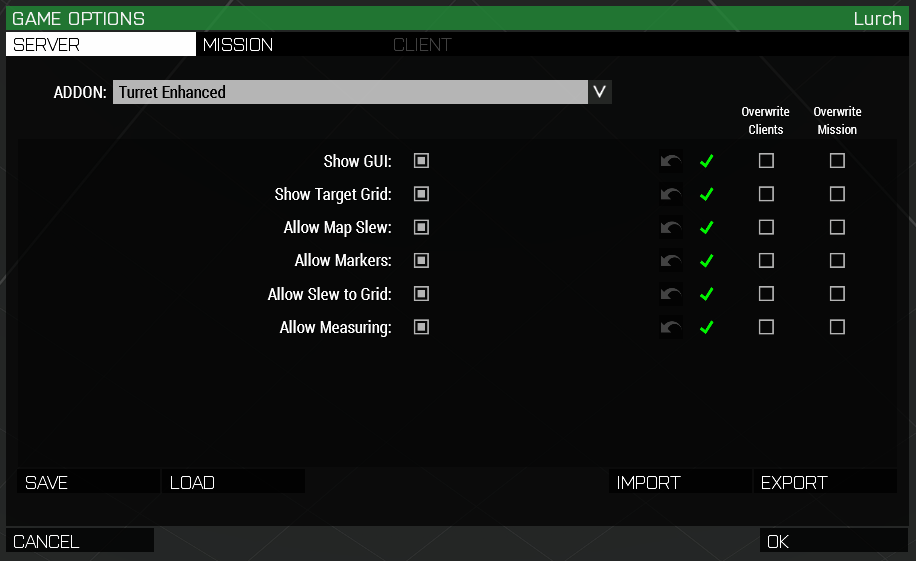 GAME OPTIONS Lurch
SERVER MISSION CLIENT
ADDON: Turret Enhanced V
Overwrite Clients Overwrite Mission
Show GUI:
Show Target Grid:
Allow Map Slew:
Allow Markers:
Allow Slew to Grid:
Allow Measuring:
SAVE LOAD IMPORT EXPORT
CANCEL OK